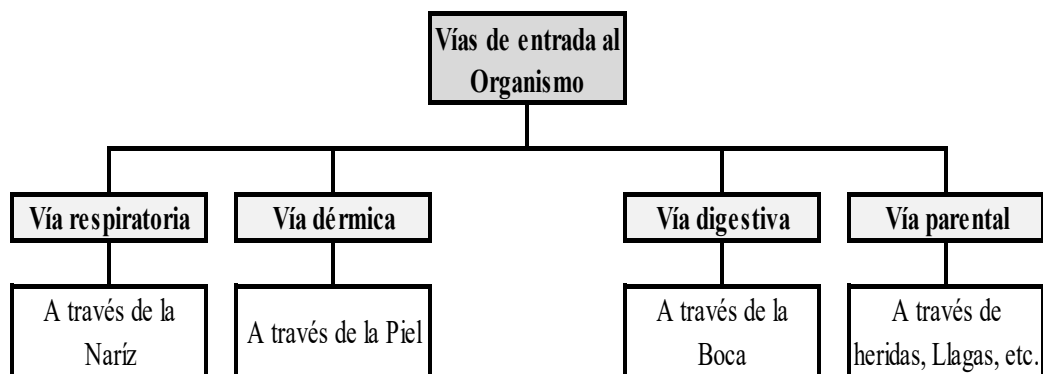 Vías de entrada al
Organismo
Vía respiratoria
Vía dérmica
Vía digestiva
Vía parental
A través de la
Naríz
A través de la Piel
A través de la
Boca
A través de
heridas, Llagas, etc.